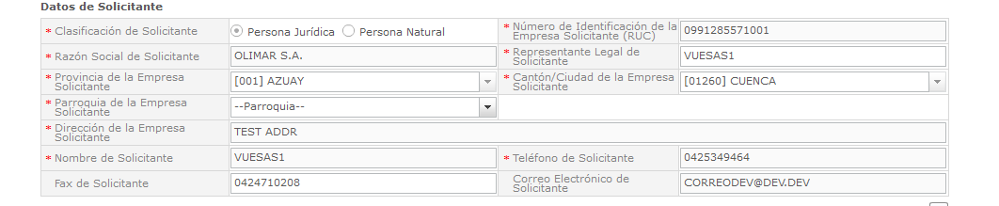 Datos de Solicitante
* Clasificación de Solicitante
Persona Jurídica Persona Natural
* Número de Identificación de la
Empresa Solicitante (RUC)
0991285571001
* Razón Social de Solicitante
OLIMAR S.A.
* Representante Legal de
Solicitante
VUESAS1
* Provincia de la Empresa
Solicitante
[001] AZUAY
* Cantón/Ciudad de la Empresa
Solicitante
[01260] CUENCA
* Parroquia de la Empresa
Solicitante
--Parroquia--
* Dirección de la Empresa
Solicitante
TEST ADDR
* Nombre de Solicitante
VUESAS1
* Teléfono de Solicitante
0425349464
Fax de Solicitante
0424710208
Correo Electrónico de
Solicitante
CORREODEV@DEV.DEV